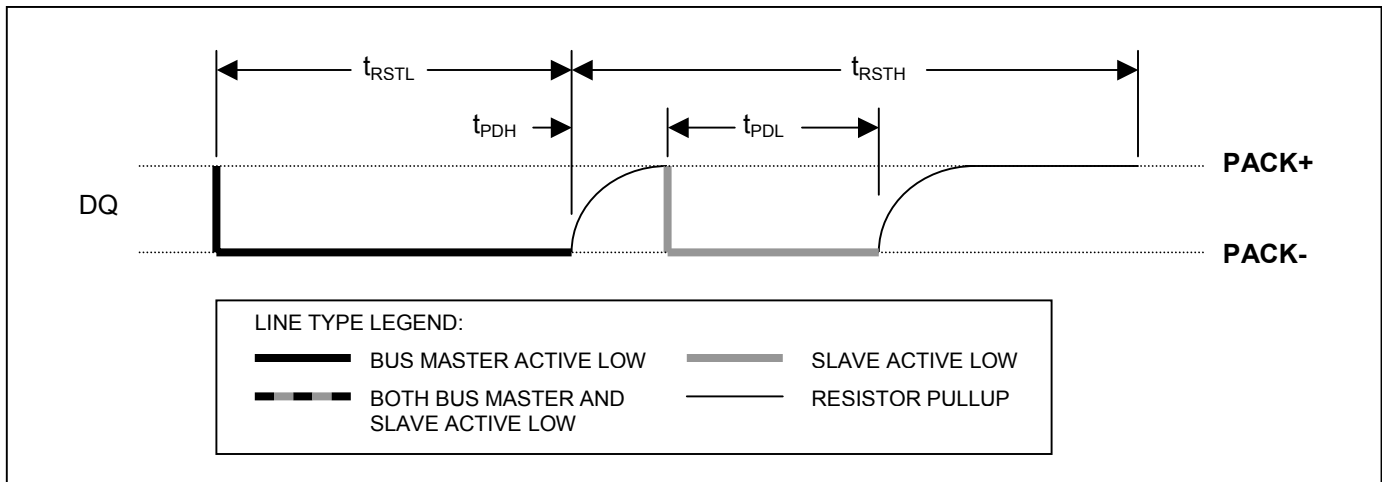 tRSTL
tRSTH
tPDH
tPDL
PACK+
DQ
PACK-
LINE TYPE LEGEND:
BUS MASTER ACTIVE LOW
SLAVE ACTIVE LOW
BOTH BUS MASTER AND
SLAVE ACTIVE LOW
RESISTOR PULLUP